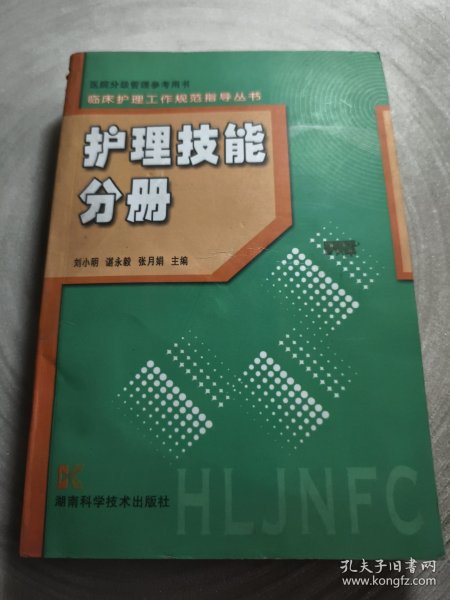 医院分级管理参考用书
临床护理工作规范指导丛书
护理技能
分册
刘小明 谌永毅 张月娟 主编
湖南科学技术出版社
HLJNFC
孔夫子旧书网
www.kongfz.com